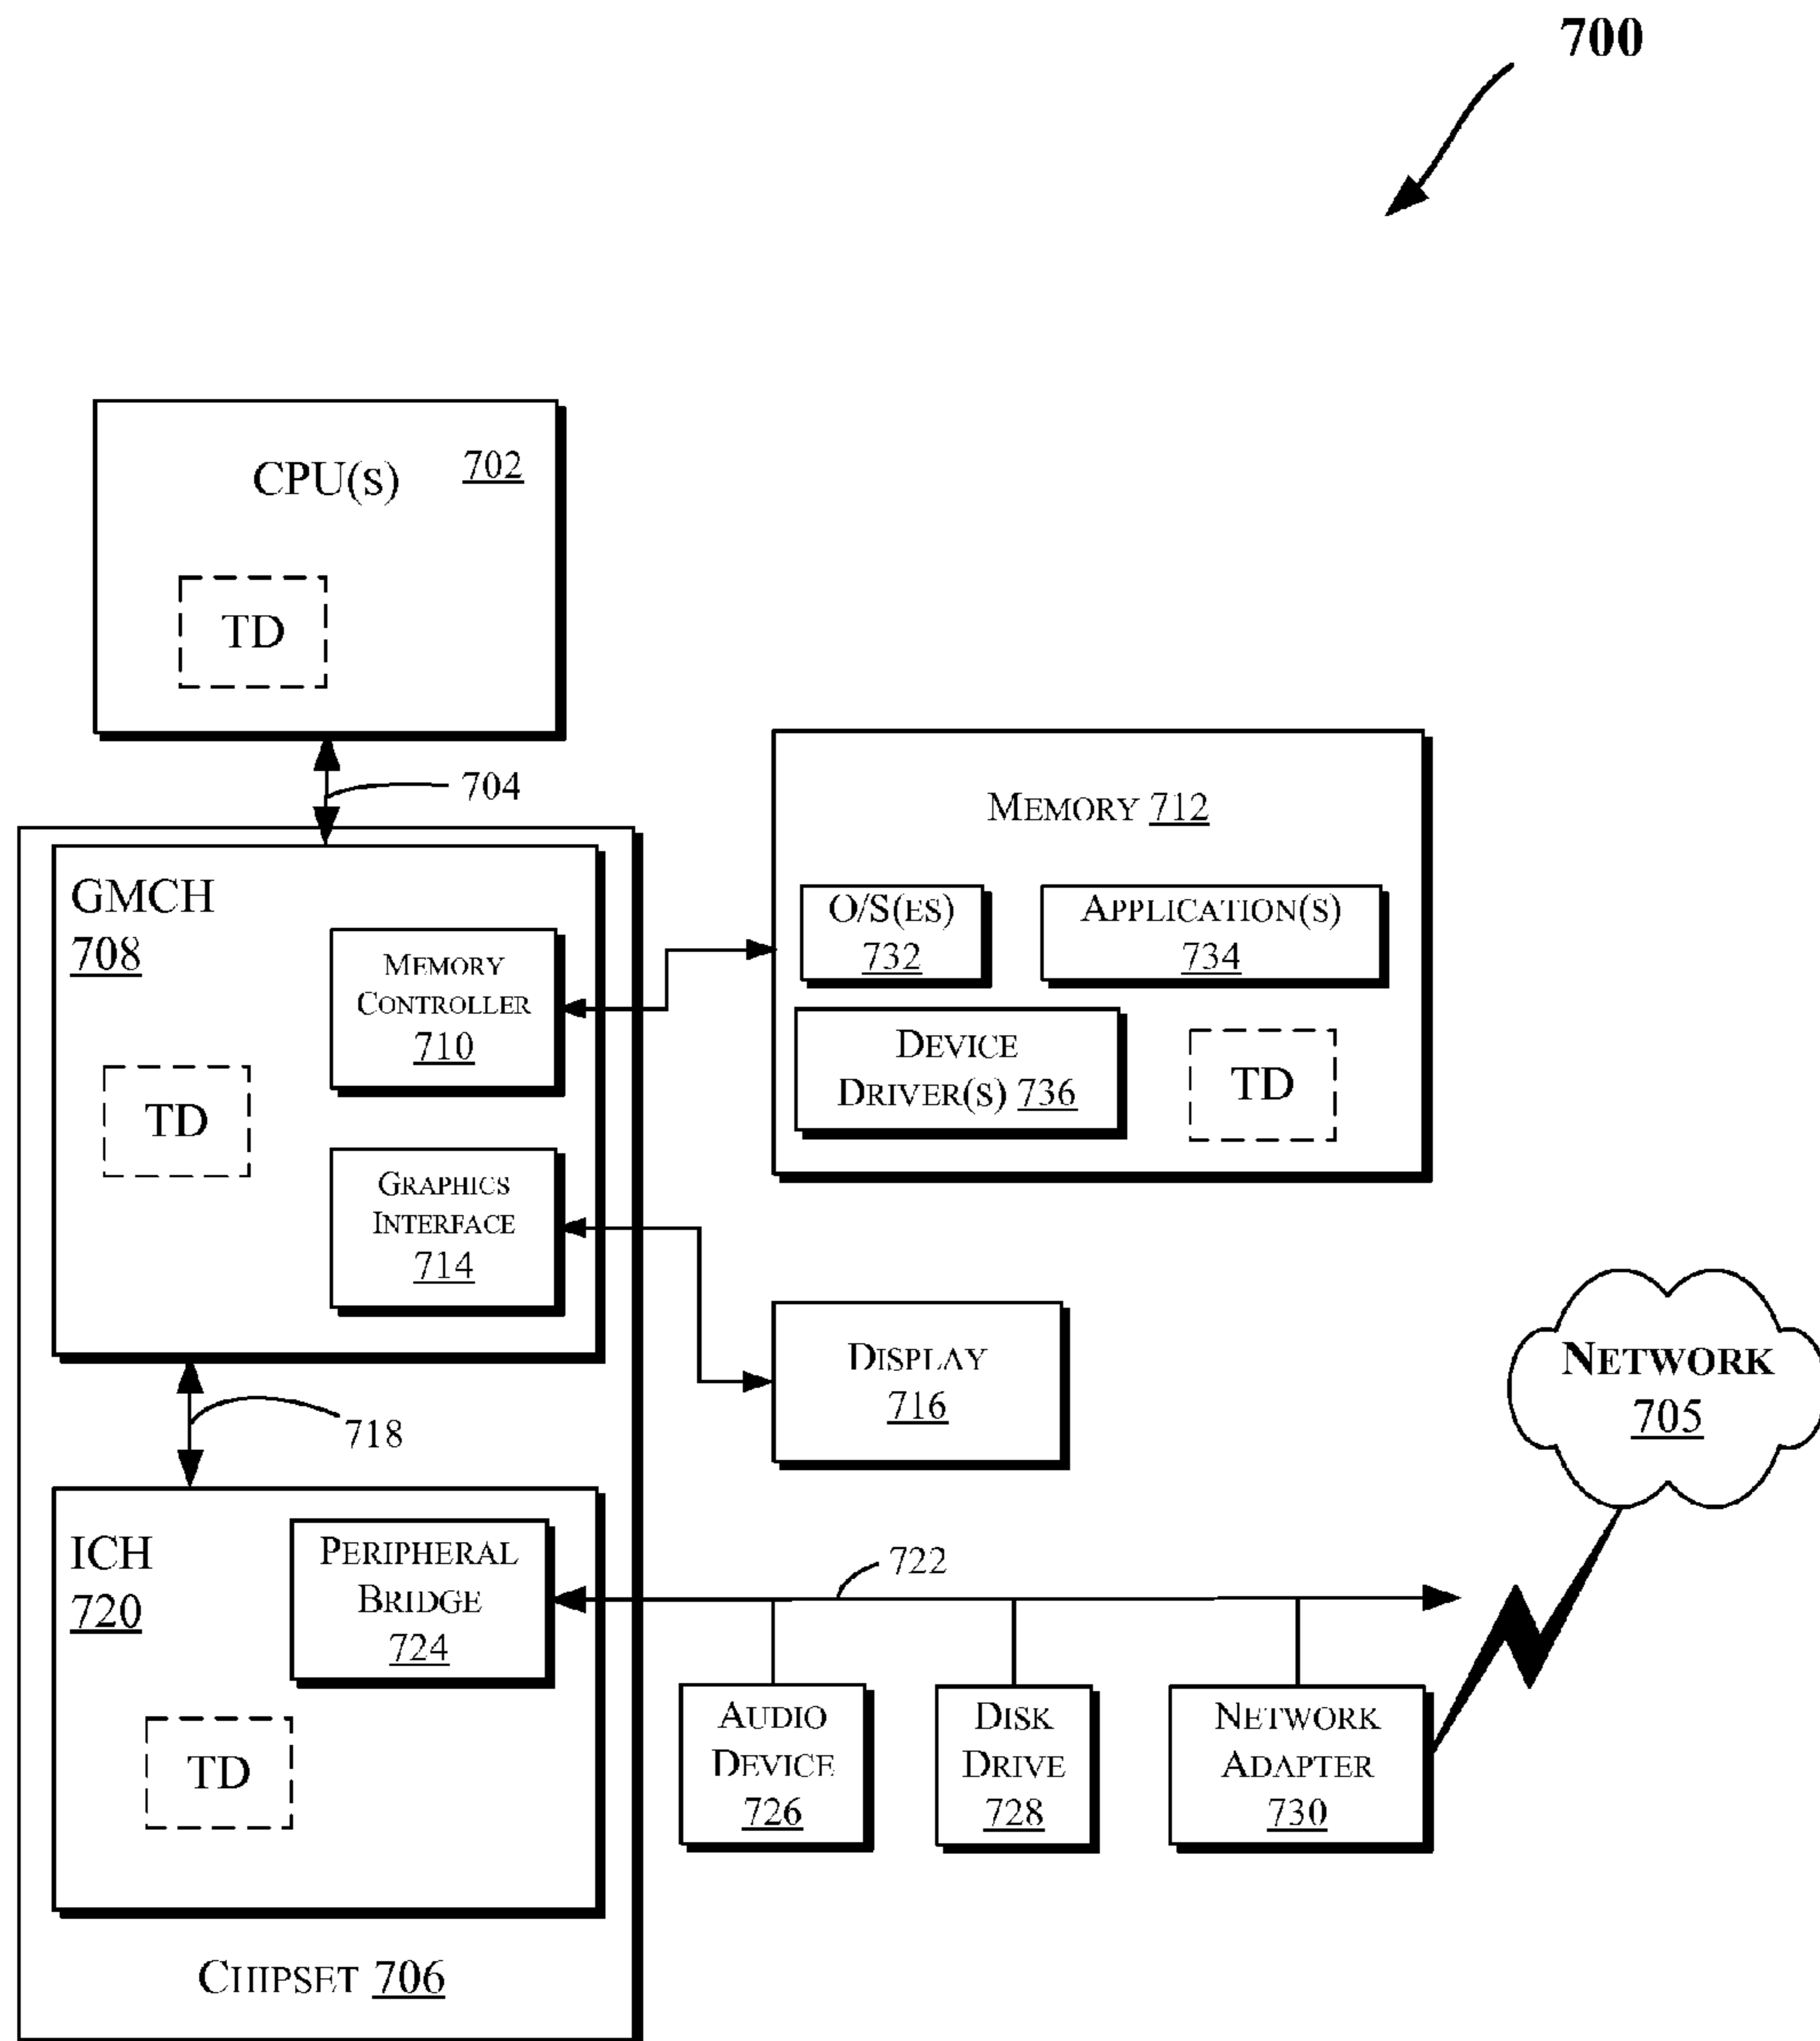 700
CPU(s) 702
TD
704
GMCH
708
MEMORY
CONTROLLER
710
TD
GRAPHICS
INTERFACE
714
MEMORY 712
O/S(ES)
732
APPLICATION(S)
734
DEVICE
DRIVER(S) 736
TD
DISPLAY
716
NETWORK
705
718
ICH
720
PERIPHERAL
BRIDGE
724
TD
722
AUDIO
DEVICE
726
DISK
DRIVE
728
NETWORK
ADAPTER
730
CHIPSET 706